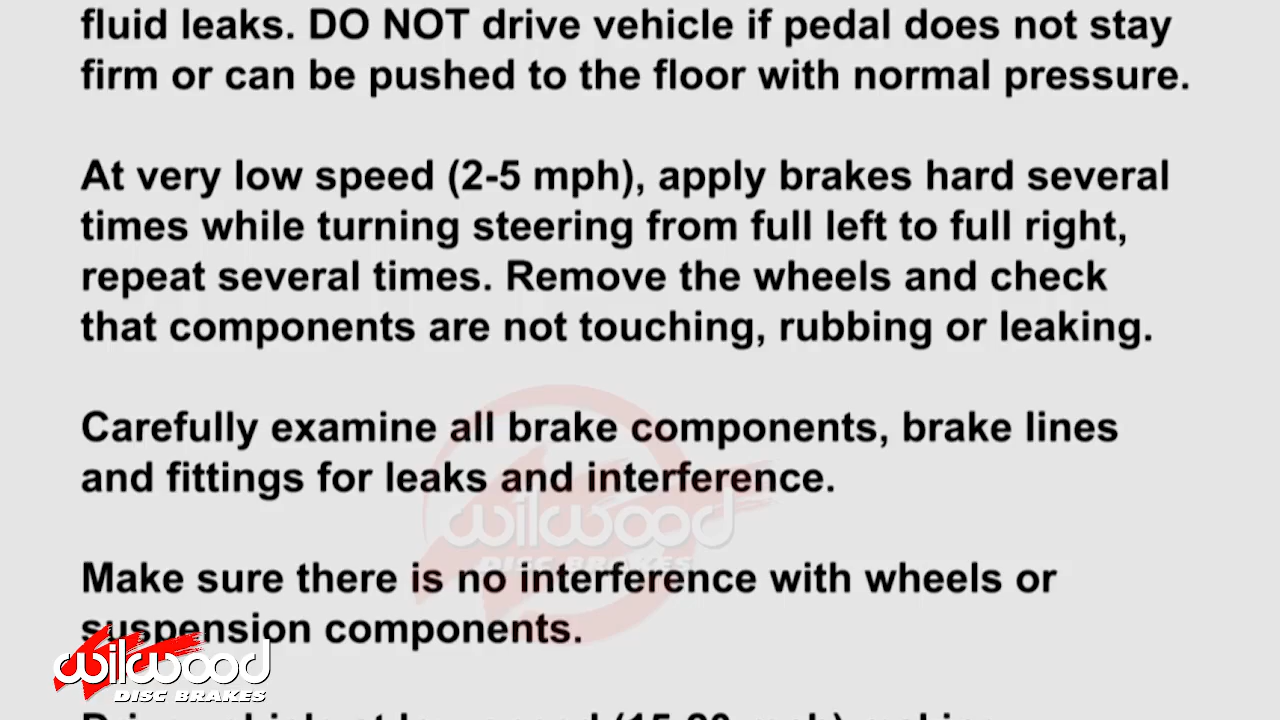 fluid leaks. DO NOT drive vehicle if pedal does not stay
firm or can be pushed to the floor with normal pressure.
At very low speed (2-5 mph), apply brakes hard several
times while turning steering from full left to full right,
repeat several times. Remove the wheels and check
that components are not touching, rubbing or leaking.
Carefully examine all brake components, brake lines
and fittings for leaks and interference.
wilwood
DISC BRAKES
Make sure there is no interference with wheels or
suspension components.
wilwood
DISC BRAKES